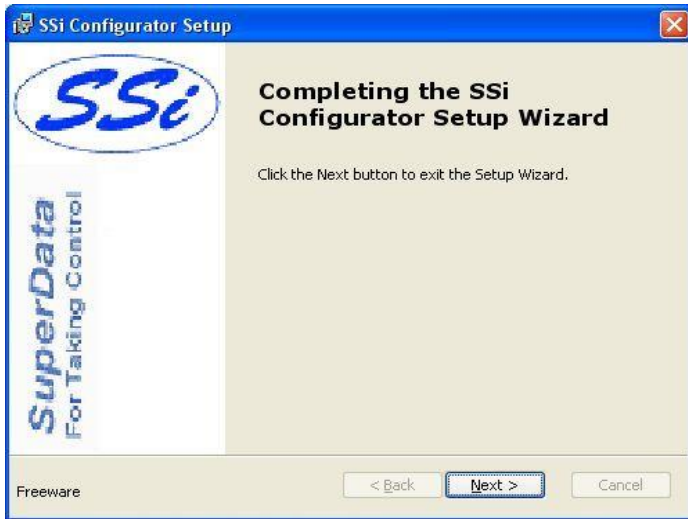 SSi Configurator Setup
SSi
Completing the SSi
Configurator Setup Wizard
Click the Next button to exit the Setup Wizard.
SuperData
For Taking Control
Freeware
< Back
Next >
Cancel